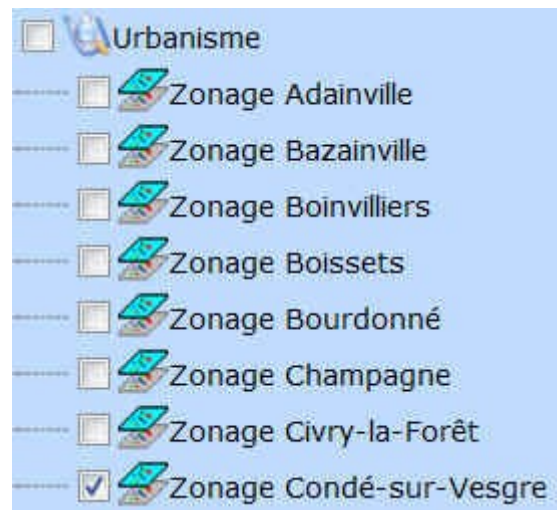 Urbanisme
Zonage Adainville
Zonage Bazainville
Zonage Boinvilliers
Zonage Boissets
Zonage Bourdonné
Zonage Champagne
Zonage Civry-la-Forêt
Zonage Condé-sur-Vesgre